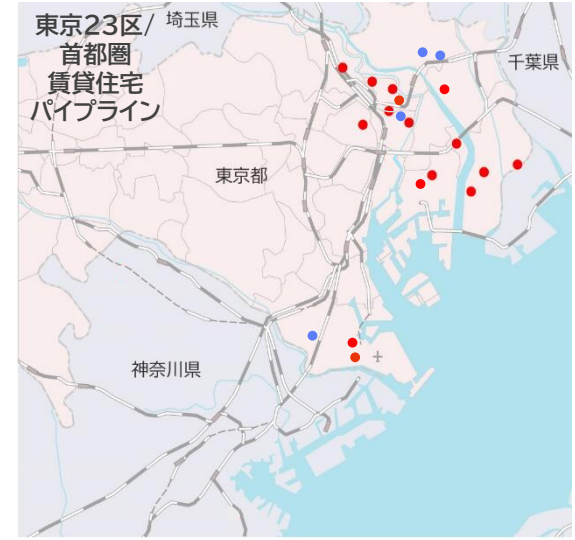 東京23区/
首都圏
賃貸住宅
パイプライン
埼玉県
千葉県
東京都
神奈川県